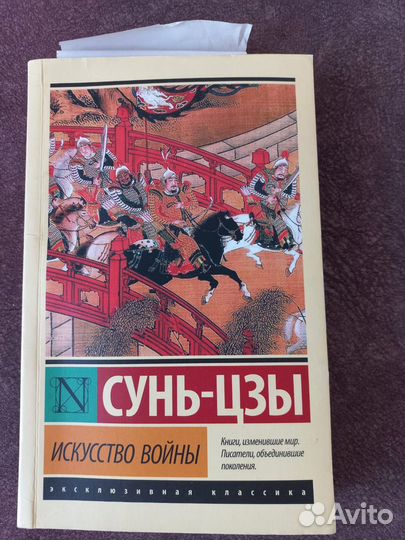 N
СУНЬ-ЦЗЫ
ИСКУССТВО ВОЙНЫ
Книги, изменившие мир.
Писатели, объединившие
поколения.
эксклюзивная классика
Avito